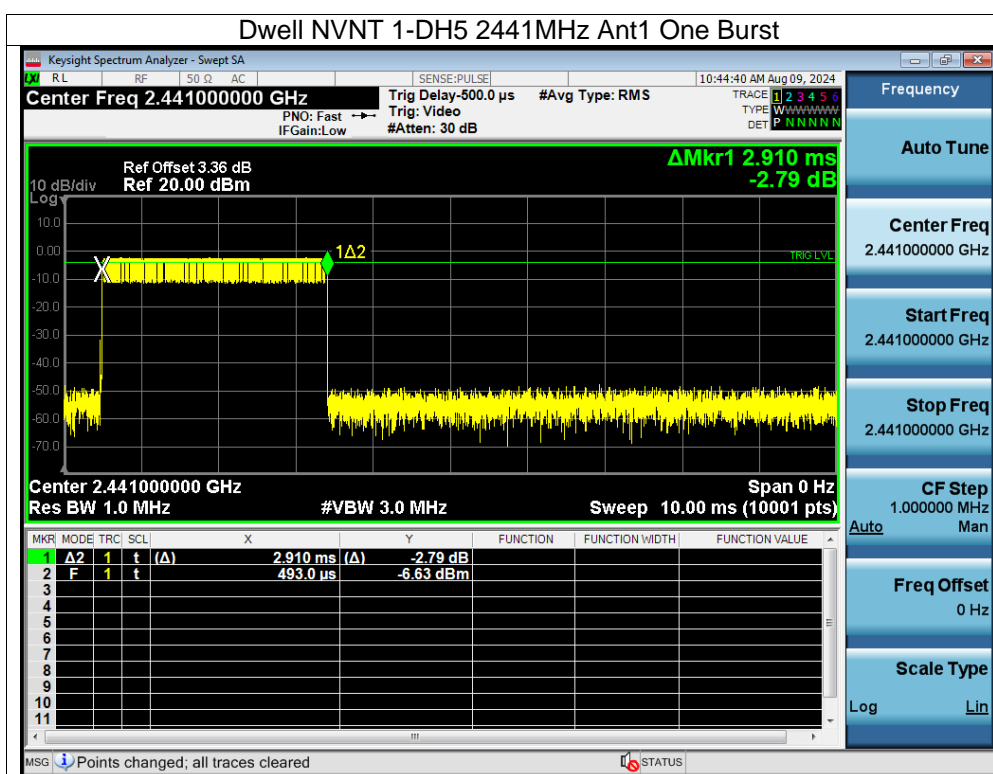 Dwell NVNT 1-DH5 2441MHz Ant1 One Burst
Keysight Spectrum Analyzer - Swept SA
LXI RL RF 50 Ω AC SENSE:PULSE 10:44:40 AM Aug 09, 2024
Center Freq 2.441000000 GHz
PNO: Fast
IFGain:Low
Trig Delay-500.0 µs
Trig: Video
#Atten: 30 dB
#Avg Type: RMS
TRACE 1 2 3 4 5 6
TYPE WWWWWW
DET P N N N N N
Ref Offset 3.36 dB
10 dB/div Ref 20.00 dBm
Log
ΔMkr1 2.910 ms
-2.79 dB
10.0
0.00
-10.0
-20.0
-30.0
-40.0
-50.0
-60.0
-70.0
1Δ2
TRIG LVL
Center 2.441000000 GHz Span 0 Hz
Res BW 1.0 MHz #VBW 3.0 MHz Sweep 10.00 ms (10001 pts)
MKR MODE TRC SCL X Y FUNCTION FUNCTION WIDTH FUNCTION VALUE
1 Δ2 1 t (Δ) 2.910 ms (Δ) -2.79 dB
2 F 1 t 493.0 µs -6.63 dBm
3
4
5
6
7
8
9
10
11
MSG Points changed; all traces cleared STATUS
Frequency
Auto Tune
Center Freq
2.441000000 GHz
Start Freq
2.441000000 GHz
Stop Freq
2.441000000 GHz
CF Step
1.000000 MHz
Auto Man
Freq Offset
0 Hz
Scale Type
Log Lin